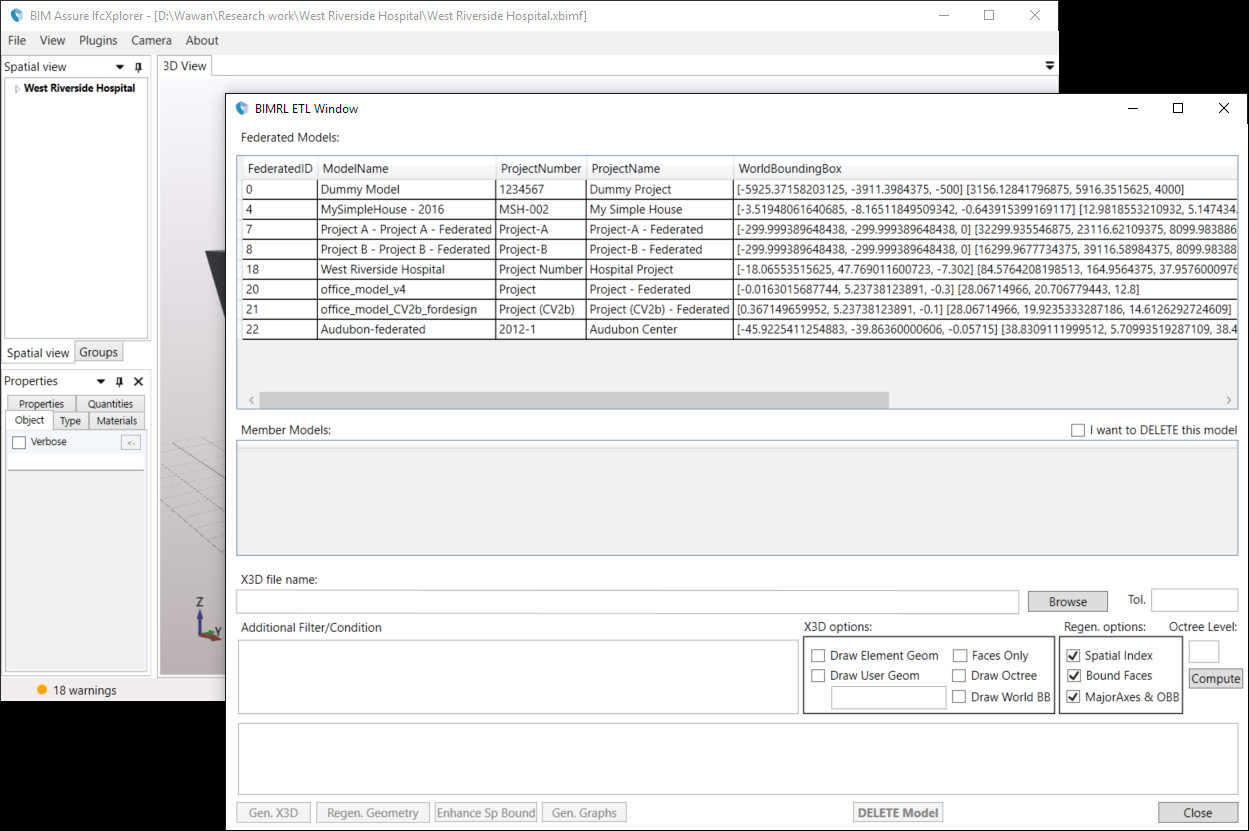 BIM Assure IfcXplorer - [D:\Wawan\Research work\West Riverside Hospital\West Riverside Hospital.xbimf]
File View Plugins Camera About
Spatial view
3D View
West Riverside Hospital
Spatial view Groups
Properties
Properties Quantities
Object Type Materials
Verbose <-
Z
Y
18 warnings
BIMRL ETL Window
Federated Models:
FederatedID ModelName ProjectNumber ProjectName WorldBoundingBox
0 Dummy Model 1234567 Dummy Project [-5925.37158203125, -3911.3984375, -500] [3156.12841796875, 5916.3515625, 4000]
4 MySimpleHouse - 2016 MSH-002 My Simple House [-3.51948061640685, -8.16511849509342, -0.643915399169117] [12.9818553210932, 5.147434.
7 Project A - Project A - Federated Project-A Project-A - Federated [-299.999389648438, -299.999389648438, 0] [32299.935546875, 23116.62109375, 8099.983886
8 Project B - Project B - Federated Project-B Project-B - Federated [-299.999389648438, -299.999389648438, 0] [16299.9677734375, 39116.58984375, 8099.98388
18 West Riverside Hospital Project Number Hospital Project [-18.06553515625, 47.769011600723, -7.302] [84.5764208198513, 164.9564375, 37.9576000976
20 office_model_v4 Project Project - Federated [-0.0163015687744, 5.23738123891, -0.3] [28.06714966, 20.706779443, 12.8]
21 office_model_CV2b_fordesign Project (CV2b) Project (CV2b) - Federated [0.367149659952, 5.23738123891, -0.1] [28.06714966, 19.9235333287186, 14.6126292724609]
22 Audubon-federated 2012-1 Audubon Center [-45.9225411254883, -39.86360000606, -0.05715] [38.8309111999512, 5.70993519287109, 38.4
Member Models: I want to DELETE this model
X3D file name:
Browse Tol.
Additional Filter/Condition X3D options: Regen. options: Octree Level:
Draw Element Geom Faces Only Spatial Index
Draw User Geom Draw Octree Bound Faces Compute
Draw World BB MajorAxes & OBB
Gen. X3D Regen. Geometry Enhance Sp Bound Gen. Graphs DELETE Model Close